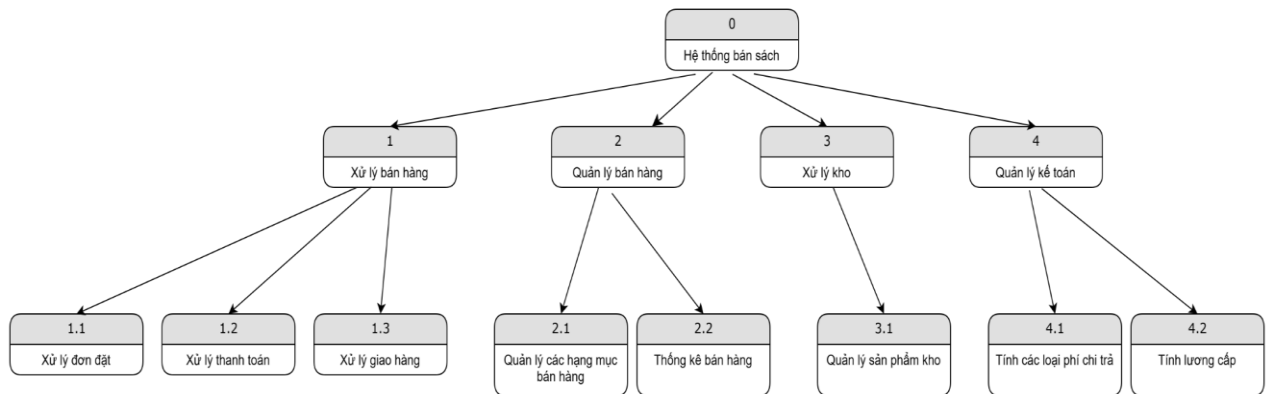 0
Hệ thống bán sách
1
Xử lý bán hàng
2
Quản lý bán hàng
3
Xử lý kho
4
Quản lý kế toán
1.1
Xử lý đơn đặt
1.2
Xử lý thanh toán
1.3
Xử lý giao hàng
2.1
Quản lý các hạng mục
bán hàng
2.2
Thống kê bán hàng
3.1
Quản lý sản phẩm kho
4.1
Tính các loại phí chi trả
4.2
Tính lương cấp